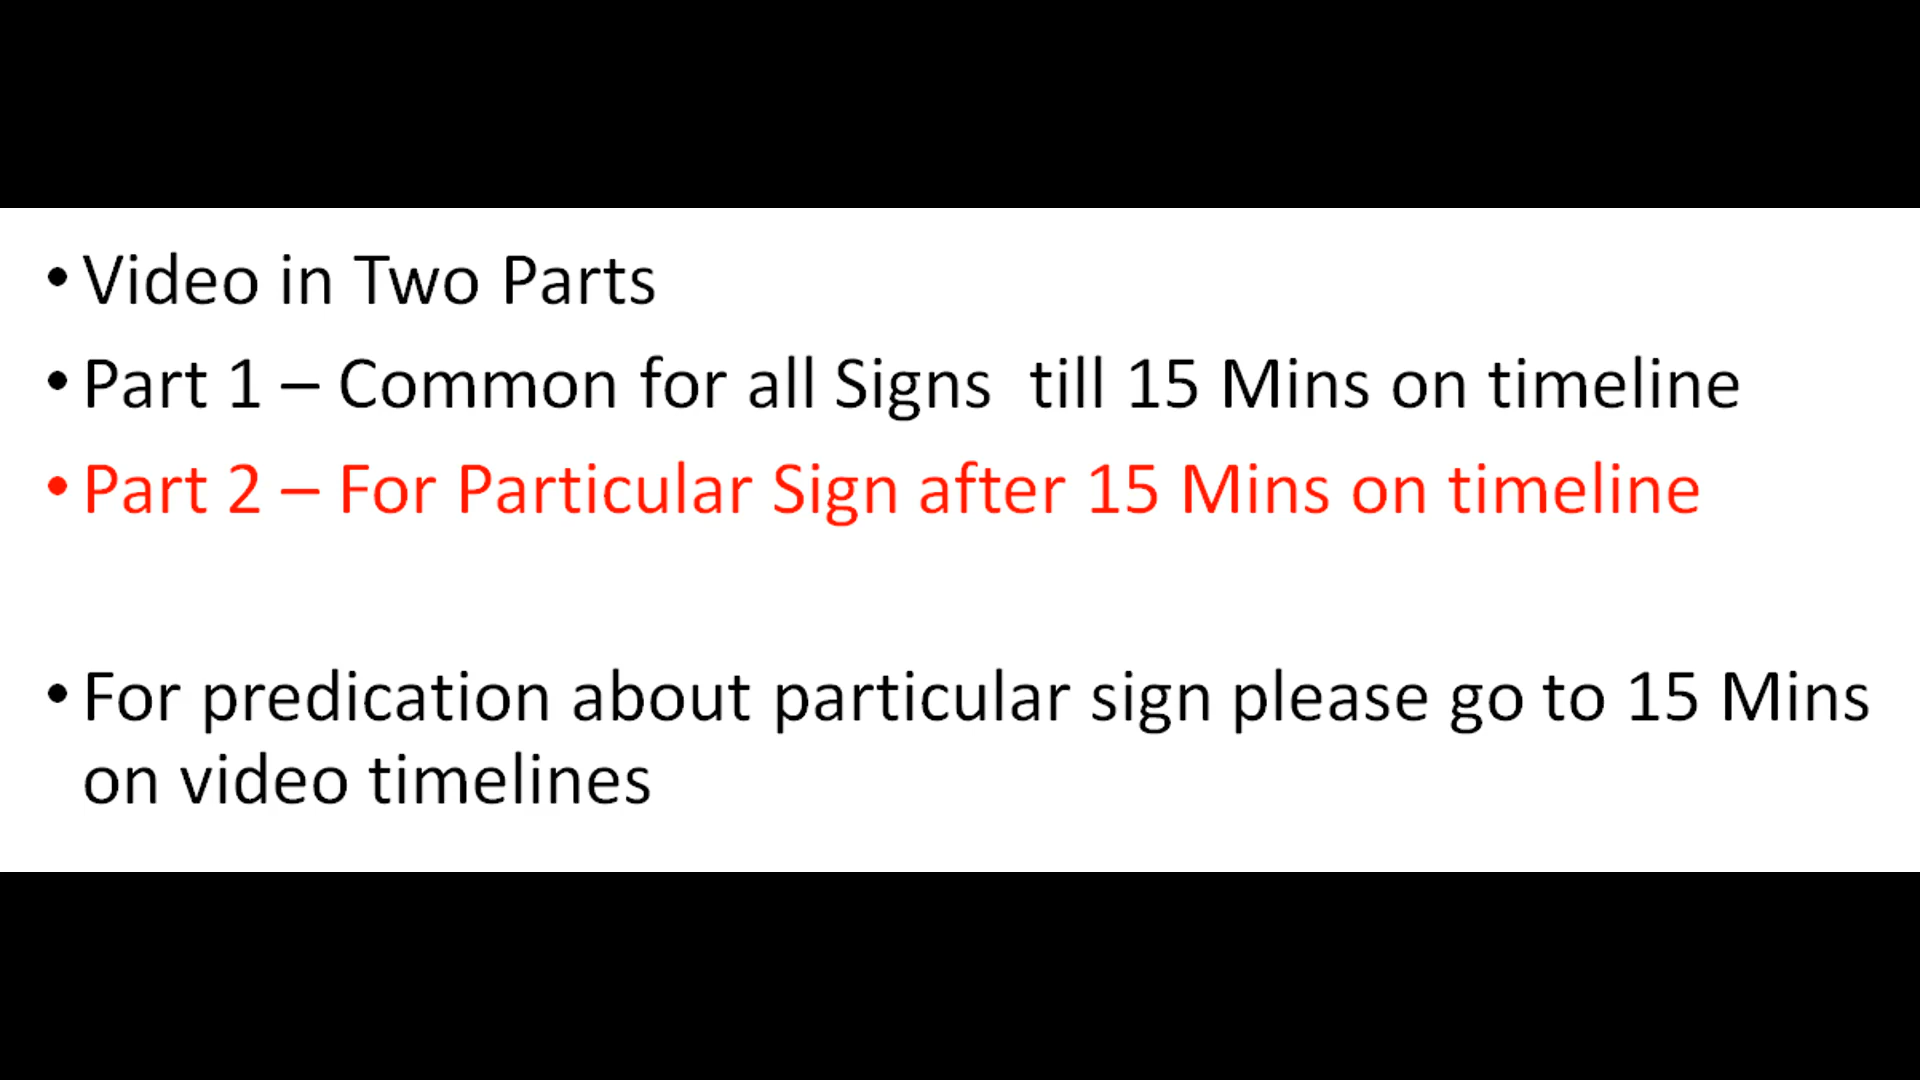 • Video in Two Parts
• Part 1 – Common for all Signs  till 15 Mins on timeline
• Part 2 – For Particular Sign after 15 Mins on timeline
• For predication about particular sign please go to 15 Mins
on video timelines